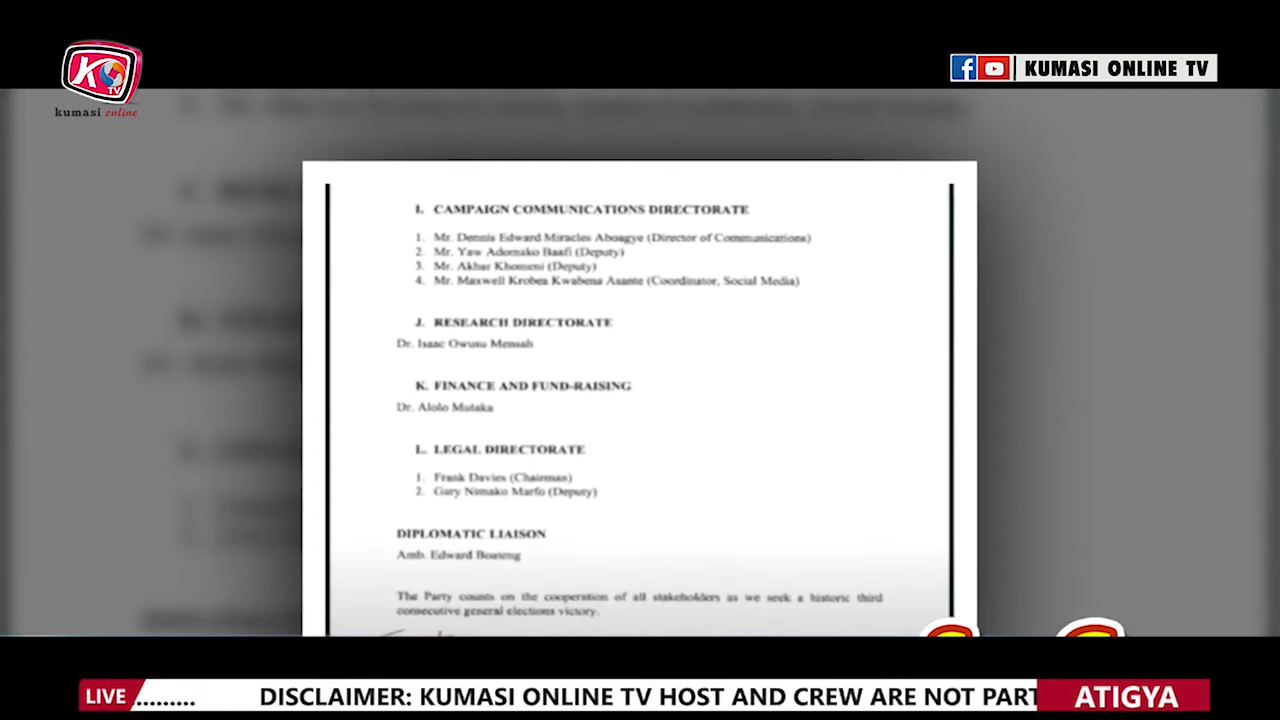 KUMASI ONLINE TV
K TV
kumasi online
I. CAMPAIGN COMMUNICATIONS DIRECTORATE
1. Mr. Dennis Edward Miracles Aboagye (Director of Communications)
2. Mr. Yaw Adomako Baafi (Deputy)
3. Mr. Akbar Khomeni (Deputy)
4. Mr. Maxwell Krobea Kwabena Asante (Coordinator, Social Media)
J. RESEARCH DIRECTORATE
Dr. Isaac Owusu Mensah
K. FINANCE AND FUND-RAISING
Dr. Alolo Mutaka
L. LEGAL DIRECTORATE
1. Frank Davies (Chairman)
2. Gary Nimako Marfo (Deputy)
DIPLOMATIC LIAISON
Amb. Edward Boateng
The Party counts on the cooperation of all stakeholders as we seek a historic third
consecutive general elections victory.
LIVE ......... DISCLAIMER: KUMASI ONLINE TV HOST AND CREW ARE NOT PART
ATIGYA